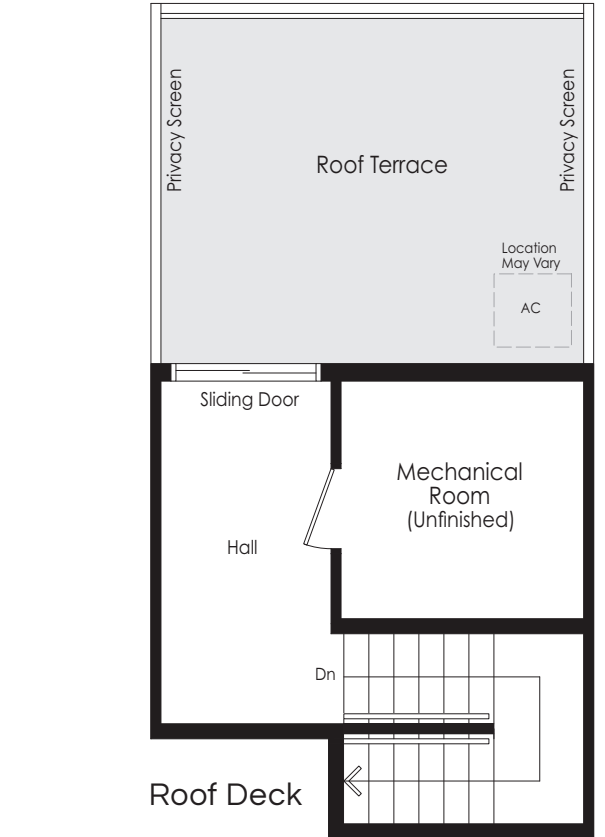 Privacy Screen
Privacy Screen
Roof Terrace
Location
May Vary
AC
Sliding Door
Mechanical
Room
(Unfinished)
Hall
Dn
Roof Deck